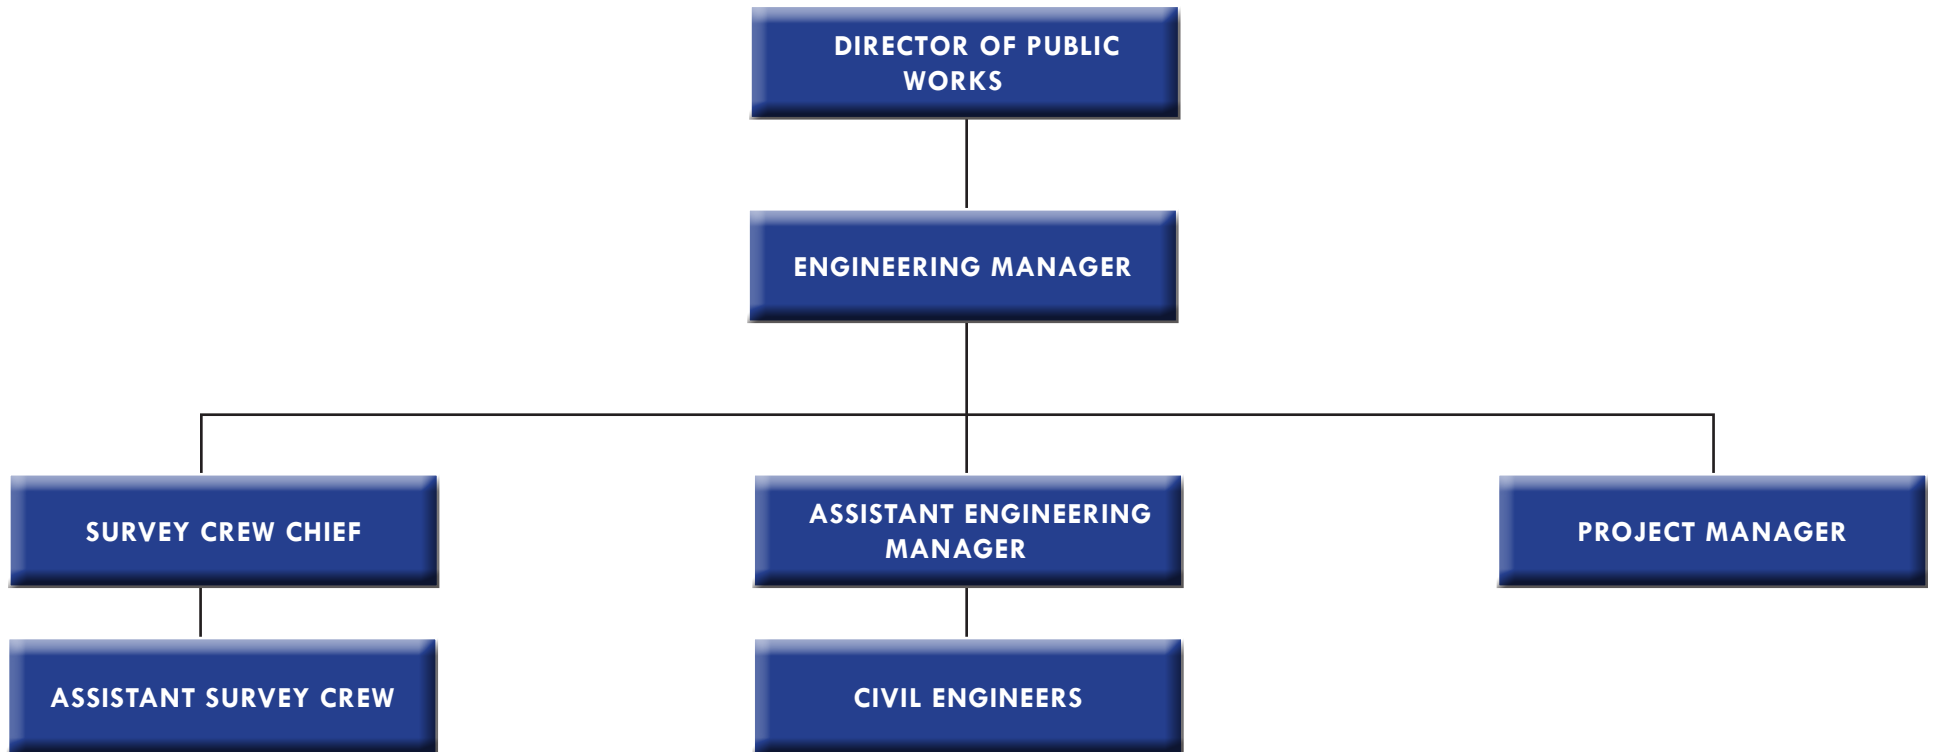 DIRECTOR OF PUBLIC
WORKS
ENGINEERING MANAGER
SURVEY CREW CHIEF
ASSISTANT ENGINEERING
MANAGER
PROJECT MANAGER
ASSISTANT SURVEY CREW
CIVIL ENGINEERS